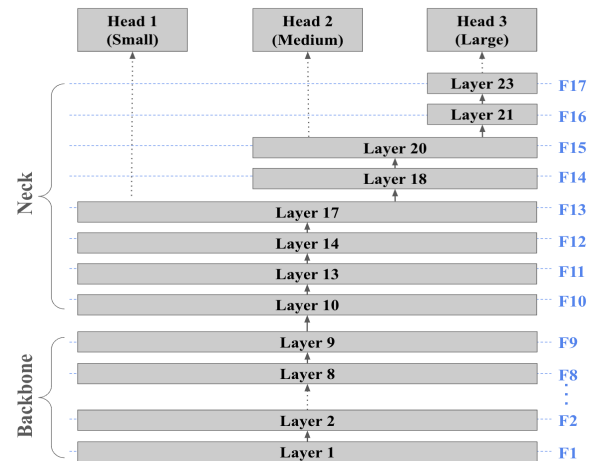 Head 1
(Small)
Head 2
(Medium)
Head 3
(Large)
Layer 23
F17
Layer 21
F16
Layer 20
F15
Layer 18
F14
Layer 17
F13
Layer 14
F12
Layer 13
F11
Layer 10
F10
Neck
Layer 9
F9
Layer 8
F8
Layer 2
F2
Layer 1
F1
Backbone